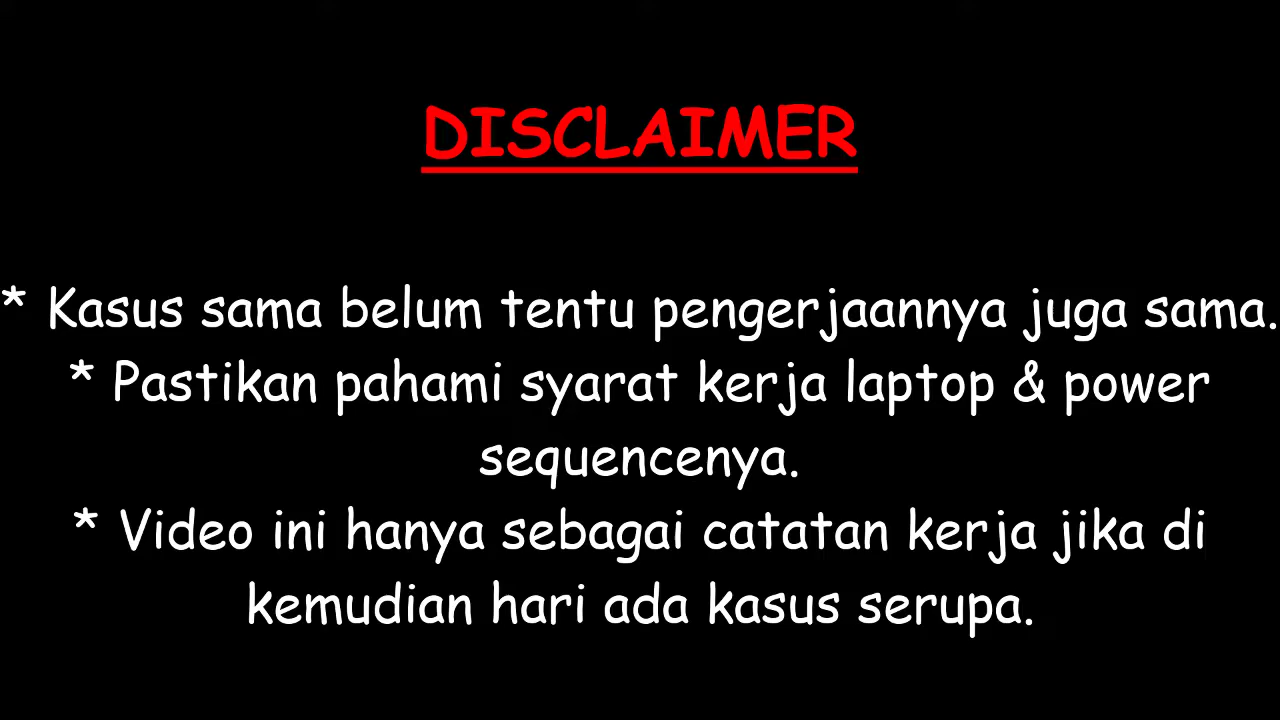 DISCLAIMER
* Kasus sama belum tentu pengerjaannya juga sama.
* Pastikan pahami syarat kerja laptop & power
sequencenya.
* Video ini hanya sebagai catatan kerja jika di
kemudian hari ada kasus serupa.